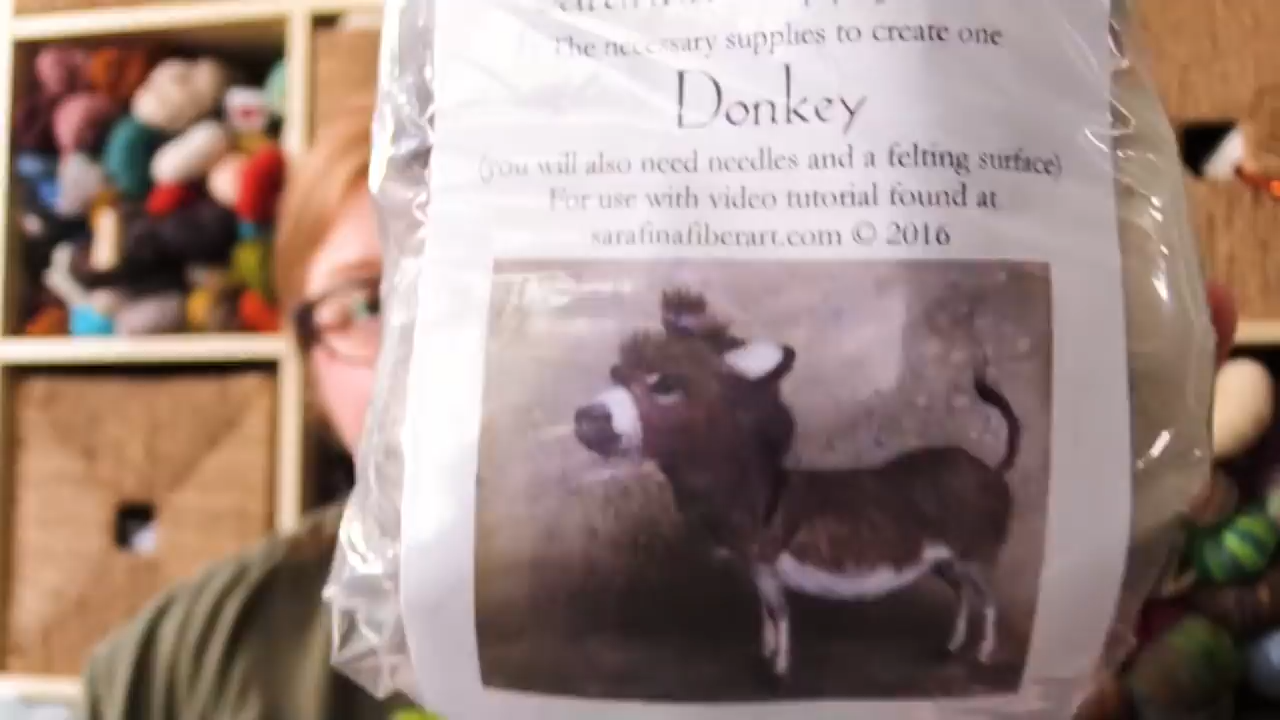 The necessary supplies to create one
Donkey
(you will also need needles and a felting surface)
For use with video tutorial found at
sarafinafiberart.com © 2016